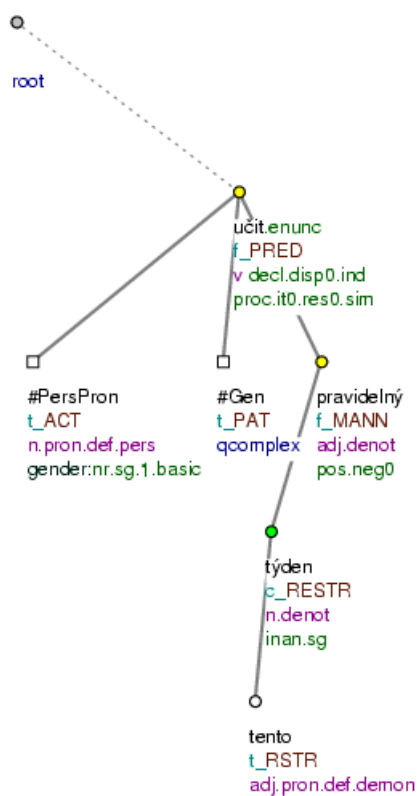 root
učit.enunc
f_PRED
v decl.disp0.ind
proc.it0.res0.sim
#PersPron
t_ACT
n.pron.def.pers
gender:nr.sg.1.basic
#Gen
t_PAT
qcomplex
pravidelný
f_MANN
adj.denot
pos.neg0
týden
c_RESTR
n.denot
inan.sg
tento
t_RSTR
adj.pron.def.demon